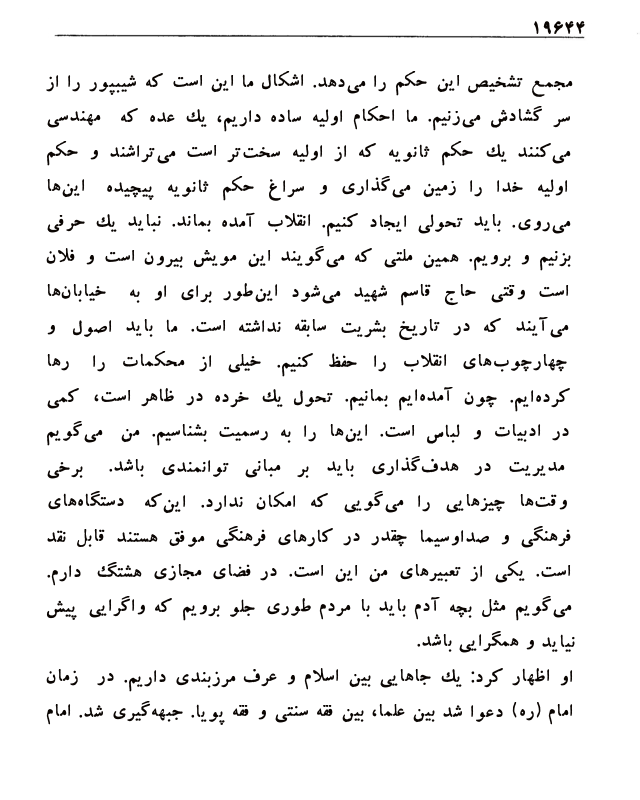 ۱۹۶۴۴
مجمع تشخیص این حکم را می‌دهد. اشکال ما این است که شیپپور را از
سر گشادش می‌زنیم. ما احکام اولیه ساده داریم، یك عده که مهندسی
می‌کنند یك حکم ثانویه که از اولیه سخت‌تر است می‌تراشند و حکم
اولیه خدا را زمین می‌گذاری و سراغ حکم ثانویه پیچیده این‌ها
می‌روی. باید تحولی ایجاد کنیم. انقلاب آمده بماند. نباید یك حرفی
بزنیم و برویم. همین ملتی که می‌گویند این مویش بیرون است و فلان
است وقتی حاج قاسم شهید می‌شود این‌طور برای او به خیابان‌ها
می‌آیند که در تاریخ بشریت سابقه نداشته است. ما باید اصول و
چهارچوب‌های انقلاب را حفظ کنیم. خیلی از محکمات را رها
کرده‌ایم. چون آمده‌ایم بمانیم. تحول یك خرده در ظاهر است، کمی
در ادبیات و لباس است. این‌ها را به رسمیت بشناسیم. من می‌گویم
مدیریت در هدف‌گذاری باید بر مبانی توانمندی باشد. برخی
وقت‌ها چیزهایی را می‌گویی که امکان ندارد. این‌که دستگاه‌های
فرهنگی و صداوسیما چقدر در کارهای فرهنگی موفق هستند قابل نقد
است. یکی از تعبیرهای من این است. در فضای مجازی هشتگ دارم.
می‌گویم مثل بچه آدم باید با مردم طوری جلو برویم که واگرایی پیش
نیاید و همگرایی باشد.
او اظهار کرد: یك جاهایی بین اسلام و عرف مرزبندی داریم. در زمان
امام (ره) دعوا شد بین علما، بین فقه سنتی و فقه پویا. جبهه‌گیری شد. امام